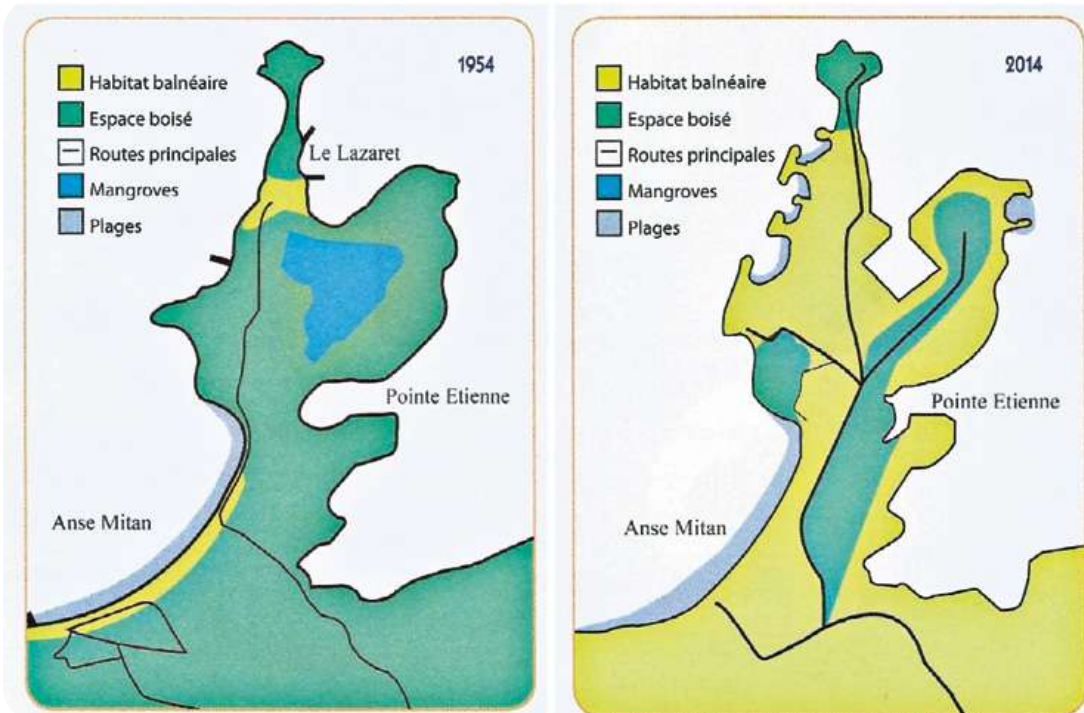 1954
Habitat balnéaire
Espace boisé
Routes principales
Mangroves
Plages
Le Lazaret
Pointe Etienne
Anse Mitan
2014
Habitat balnéaire
Espace boisé
Routes principales
Mangroves
Plages
Pointe Etienne
Anse Mitan